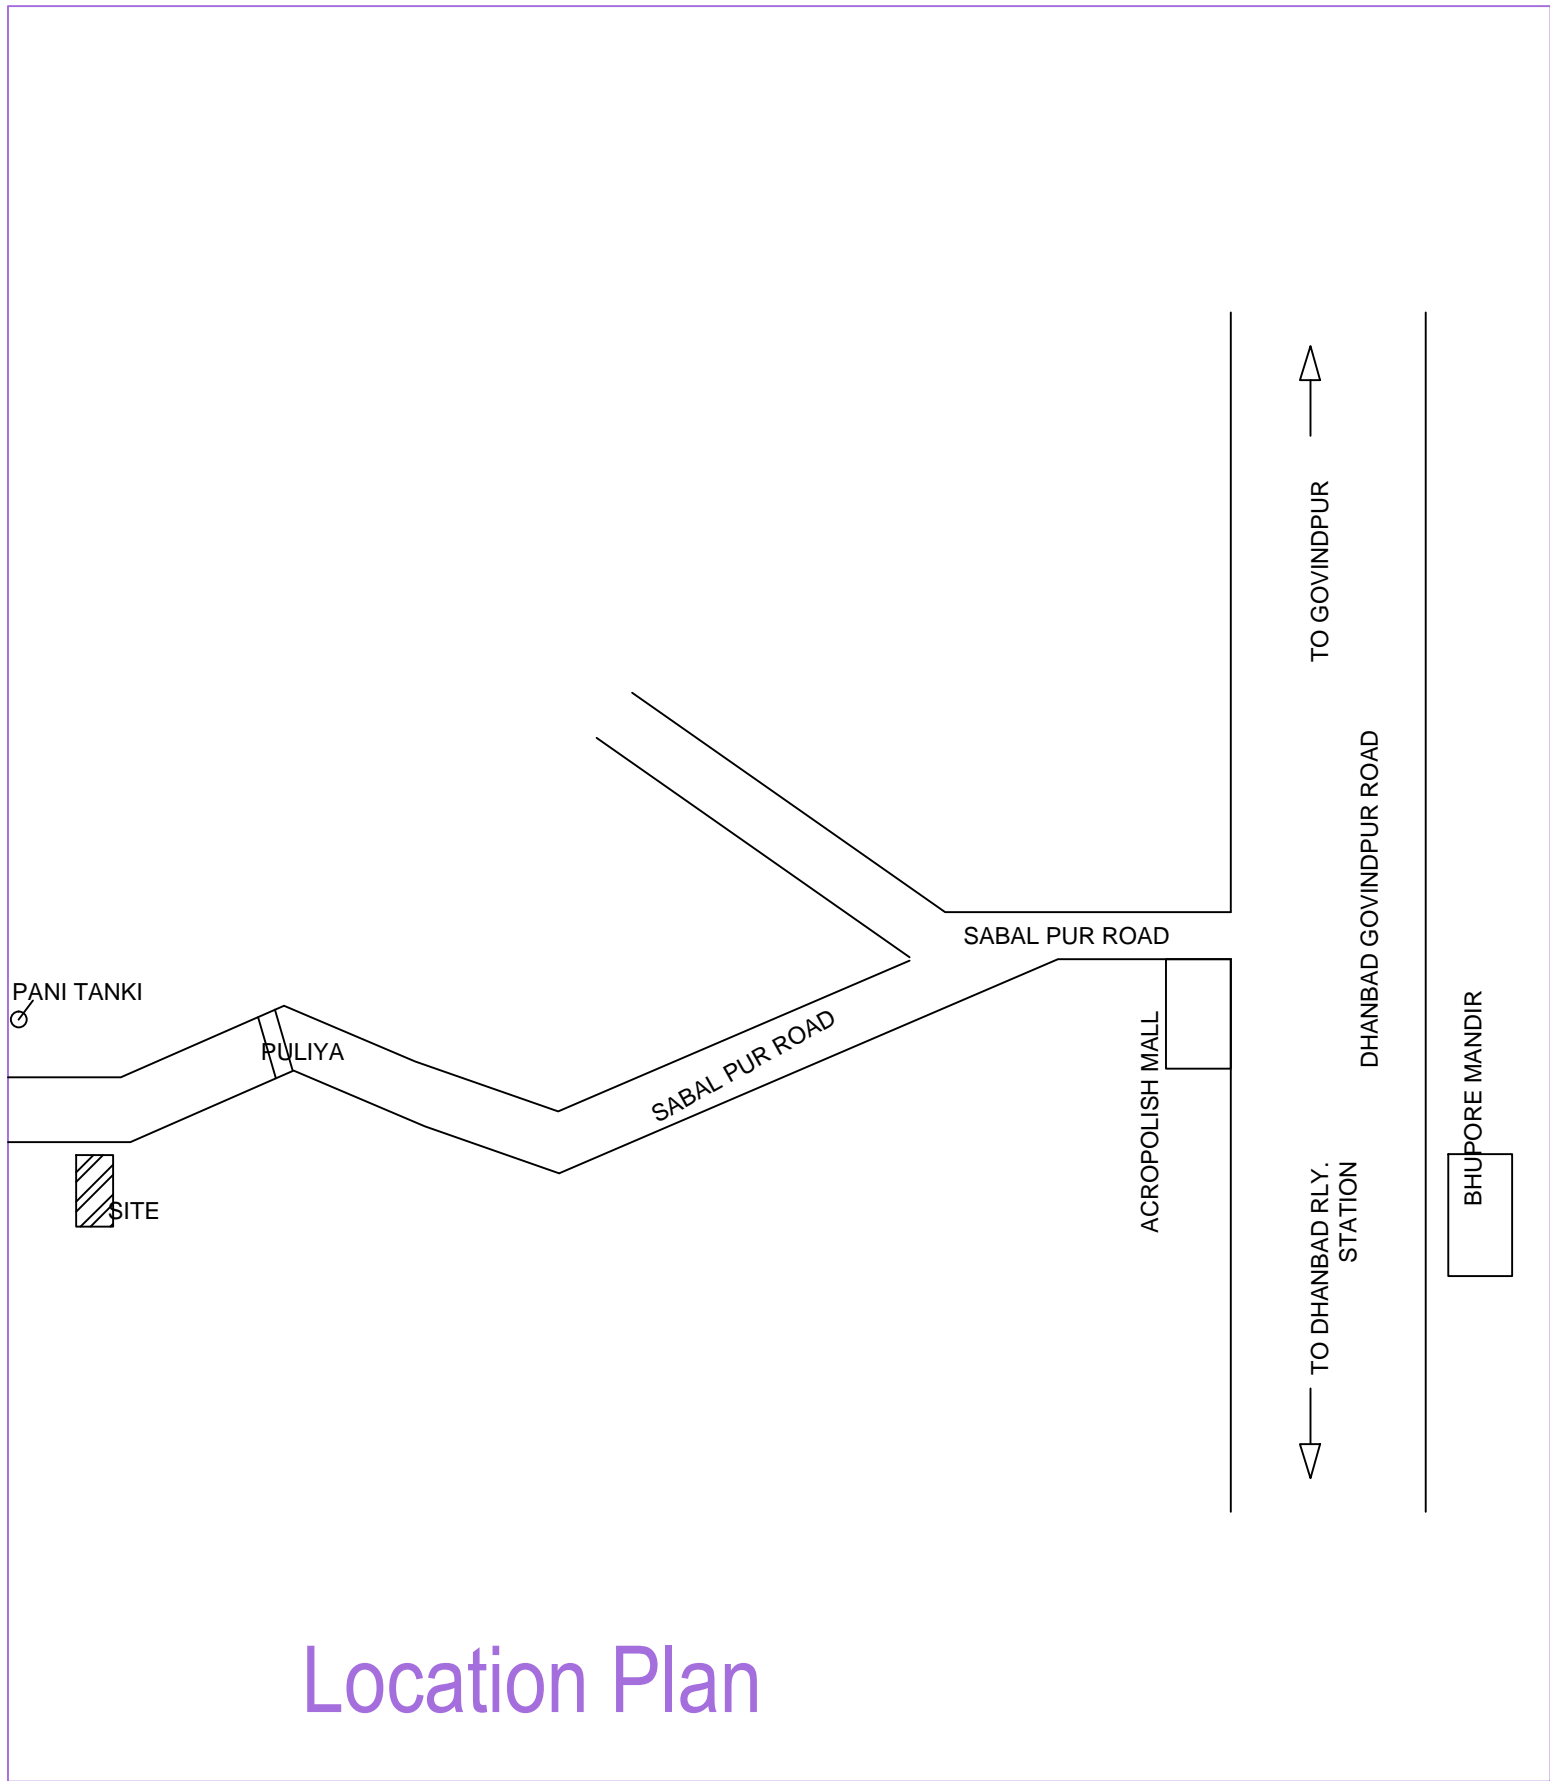 TO GOVINDPUR
DHANBAD GOVINDPUR ROAD
SABAL PUR ROAD
PANI TANKI
PULIYA
SABAL PUR ROAD
ACROPOLISH MALL
BHUPORE MANDIR
SITE
TO DHANBAD RLY.
STATION
Location Plan